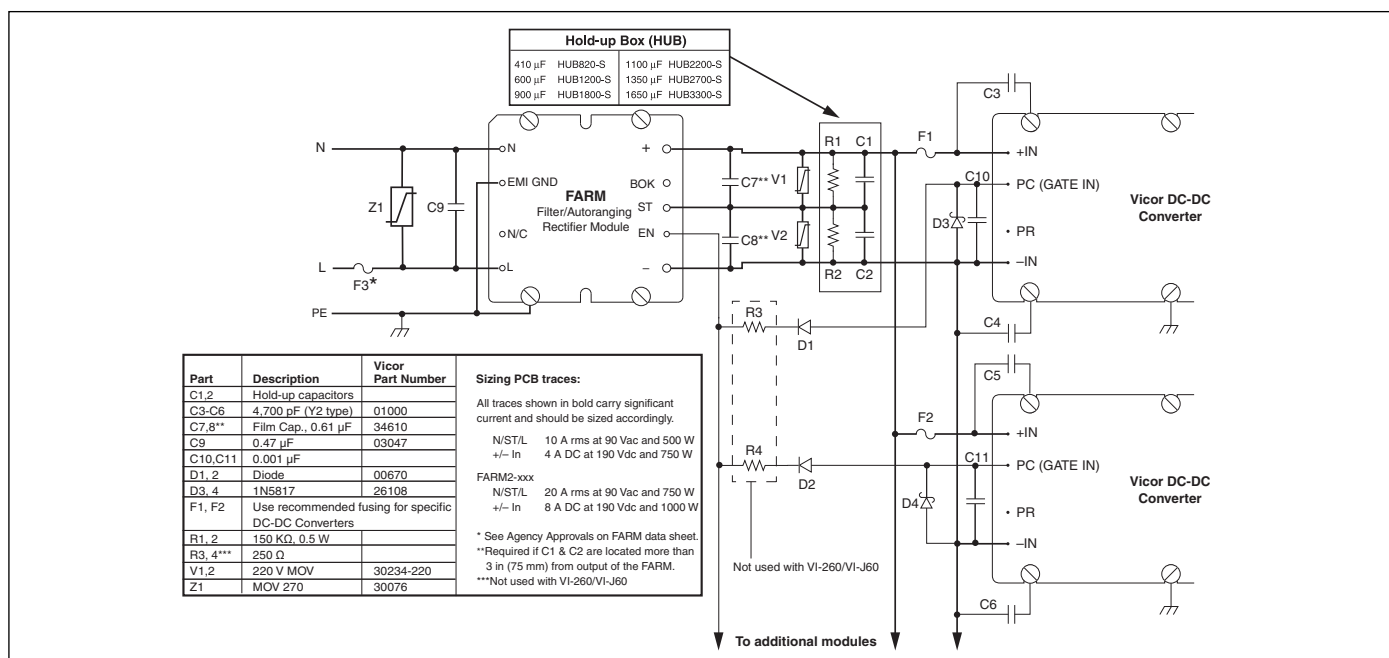 Hold-up Box (HUB)
410 μF HUB820-S 1100 μF HUB2200-S
600 μF HUB1200-S 1350 μF HUB2700-S
900 μF HUB1800-S 1650 μF HUB3300-S
N
Z1
C9
L
F3*
PE
N
EMI GND
N/C
L
FARM
Filter/Autoranging
Rectifier Module
+
BOK
ST
EN
–
C7**
V1
C8**
V2
R1
C1
R2
C2
F1
C3
+IN
C10
PC (GATE IN)
D3
PR
–IN
C4
Vicor DC-DC
Converter
R3
D1
C5
F2
+IN
R4
D2
C11
PC (GATE IN)
D4
PR
–IN
C6
Vicor DC-DC
Converter
Not used with VI-260/VI-J60
To additional modules
Part Description Vicor Part Number
C1,2 Hold-up capacitors
C3-C6 4,700 pF (Y2 type) 01000
C7,8** Film Cap., 0.61 μF 34610
C9 0.47 μF 03047
C10,C11 0.001 μF
D1, 2 Diode 00670
D3, 4 1N5817 26108
F1, F2 Use recommended fusing for specific
DC-DC Converters
R1, 2 150 KΩ, 0.5 W
R3, 4*** 250 Ω
V1,2 220 V MOV 30234-220
Z1 MOV 270 30076
Sizing PCB traces:
All traces shown in bold carry significant
current and should be sized accordingly.
N/ST/L 10 A rms at 90 Vac and 500 W
+/– In 4 A DC at 190 Vdc and 750 W
FARM2-xxx
N/ST/L 20 A rms at 90 Vac and 750 W
+/– In 8 A DC at 190 Vdc and 1000 W
* See Agency Approvals on FARM data sheet.
**Required if C1 & C2 are located more than
3 in (75 mm) from output of the FARM.
***Not used with VI-260/VI-J60